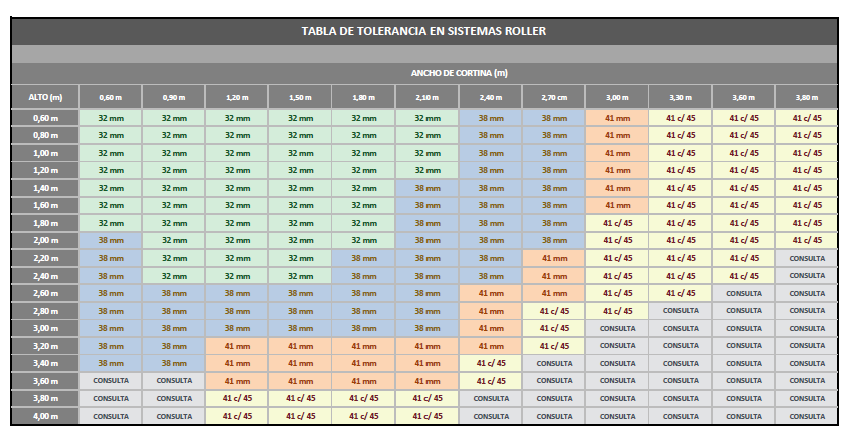 TABLA DE TOLERANCIA EN SISTEMAS ROLLER
ANCHO DE CORTINA (m)
ALTO (m) 0,60 m 0,90 m 1,20 m 1,50 m 1,80 m 2,10 m 2,40 m 2,70 cm 3,00 m 3,30 m 3,60 m 3,80 m
0,60 m 32 mm 32 mm 32 mm 32 mm 32 mm 32 mm 38 mm 38 mm 41 mm 41 c/ 45 41 c/ 45 41 c/ 45
0,80 m 32 mm 32 mm 32 mm 32 mm 32 mm 32 mm 38 mm 38 mm 41 mm 41 c/ 45 41 c/ 45 41 c/ 45
1,00 m 32 mm 32 mm 32 mm 32 mm 32 mm 32 mm 38 mm 38 mm 41 mm 41 c/ 45 41 c/ 45 41 c/ 45
1,20 m 32 mm 32 mm 32 mm 32 mm 32 mm 32 mm 38 mm 38 mm 41 mm 41 c/ 45 41 c/ 45 41 c/ 45
1,40 m 32 mm 32 mm 32 mm 32 mm 32 mm 38 mm 38 mm 38 mm 41 mm 41 c/ 45 41 c/ 45 41 c/ 45
1,60 m 32 mm 32 mm 32 mm 32 mm 32 mm 38 mm 38 mm 38 mm 41 mm 41 c/ 45 41 c/ 45 41 c/ 45
1,80 m 32 mm 32 mm 32 mm 32 mm 32 mm 38 mm 38 mm 38 mm 41 c/ 45 41 c/ 45 41 c/ 45 41 c/ 45
2,00 m 38 mm 32 mm 32 mm 32 mm 32 mm 38 mm 38 mm 38 mm 41 c/ 45 41 c/ 45 41 c/ 45 41 c/ 45
2,20 m 38 mm 32 mm 32 mm 32 mm 38 mm 38 mm 38 mm 41 mm 41 c/ 45 41 c/ 45 41 c/ 45 CONSULTA
2,40 m 38 mm 32 mm 32 mm 32 mm 38 mm 38 mm 38 mm 41 mm 41 c/ 45 41 c/ 45 41 c/ 45 CONSULTA
2,60 m 38 mm 38 mm 38 mm 38 mm 38 mm 38 mm 41 mm 41 mm 41 c/ 45 41 c/ 45 CONSULTA CONSULTA
2,80 m 38 mm 38 mm 38 mm 38 mm 38 mm 38 mm 41 mm 41 c/ 45 41 c/ 45 CONSULTA CONSULTA CONSULTA
3,00 m 38 mm 38 mm 38 mm 38 mm 38 mm 38 mm 41 mm 41 c/ 45 CONSULTA CONSULTA CONSULTA CONSULTA
3,20 m 38 mm 38 mm 41 mm 41 mm 41 mm 41 mm 41 mm 41 c/ 45 CONSULTA CONSULTA CONSULTA CONSULTA
3,40 m 38 mm 38 mm 41 mm 41 mm 41 mm 41 mm 41 c/ 45 CONSULTA CONSULTA CONSULTA CONSULTA CONSULTA
3,60 m CONSULTA CONSULTA 41 mm 41 mm 41 mm 41 mm 41 c/ 45 CONSULTA CONSULTA CONSULTA CONSULTA CONSULTA
3,80 m CONSULTA CONSULTA 41 c/ 45 41 c/ 45 41 c/ 45 41 c/ 45 CONSULTA CONSULTA CONSULTA CONSULTA CONSULTA CONSULTA
4,00 m CONSULTA CONSULTA 41 c/ 45 41 c/ 45 41 c/ 45 41 c/ 45 CONSULTA CONSULTA CONSULTA CONSULTA CONSULTA CONSULTA